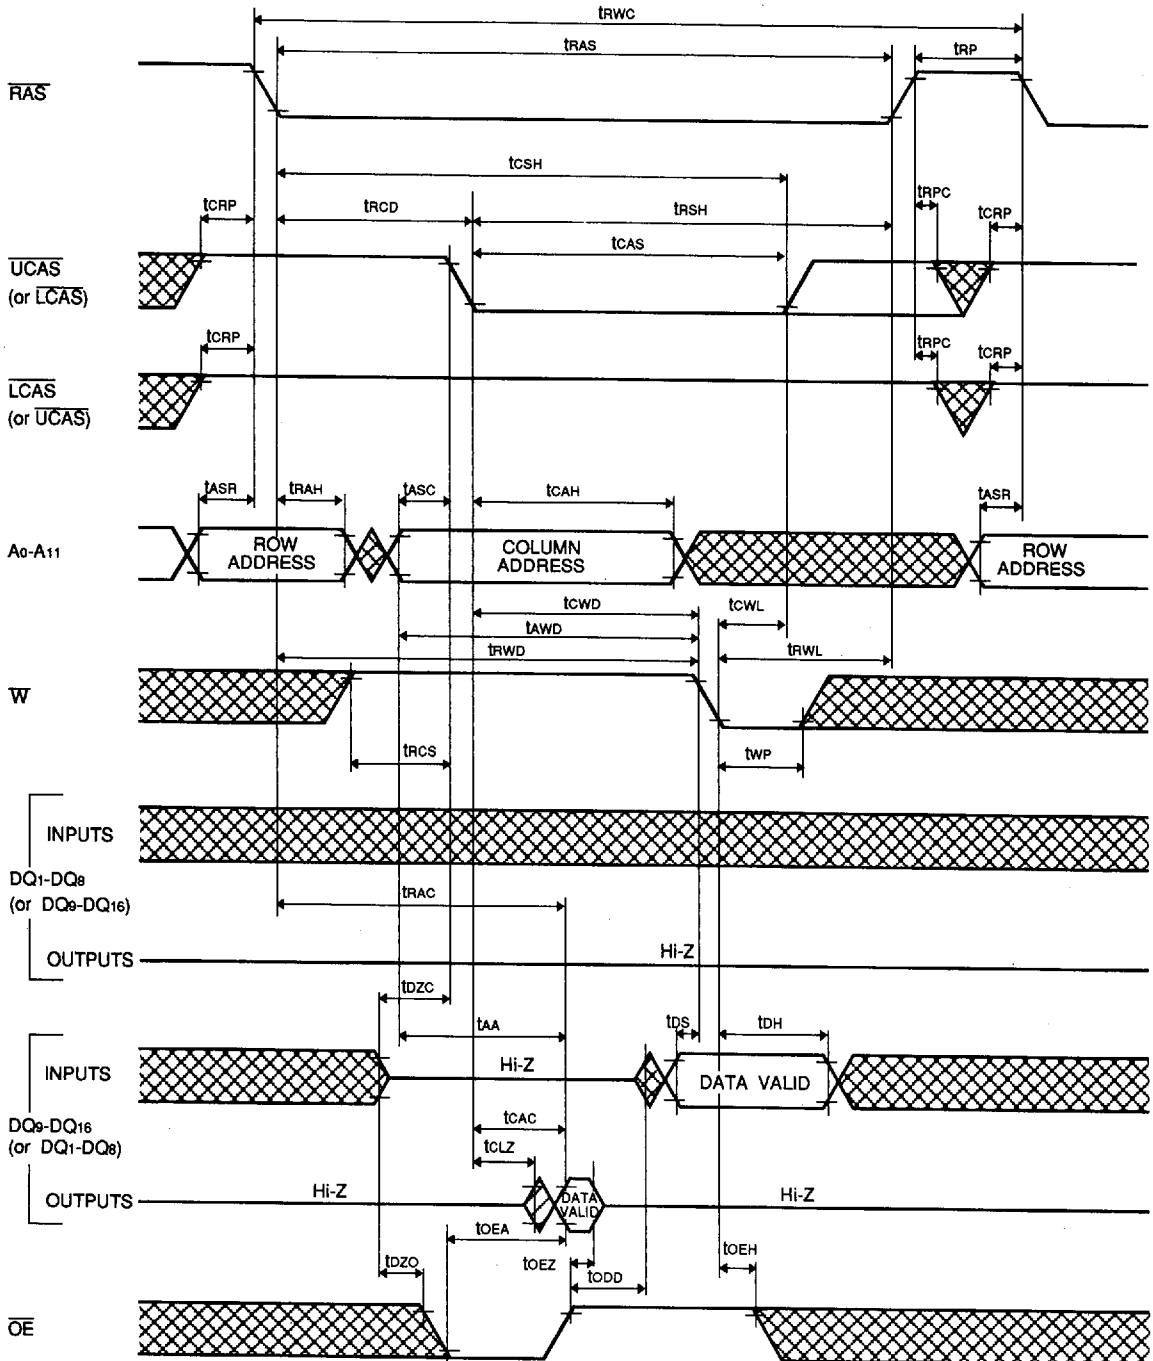 tRWC
tRAS
tRP
RAS
tCSH
tCRP
tRCD
tRSH
tRPC
tCRP
tCAS
UCAS
(or LCAS)
tCRP
tRPC
tCRP
LCAS
(or UCAS)
tASR
tRAH
tASC
tCAH
tASR
A0-A11
ROW
ADDRESS
COLUMN
ADDRESS
ROW
ADDRESS
tCWD
tCWL
tAWD
tRWD
tRWL
W
tRCS
tWP
INPUTS
DQ1-DQ8
(or DQ9-DQ16)
tRAC
OUTPUTS
Hi-Z
tDZC
tAA
tDS
tDH
INPUTS
Hi-Z
DATA VALID
DQ9-DQ16
(or DQ1-DQ8)
tCAC
tCLZ
OUTPUTS
Hi-Z
DATA
VALID
Hi-Z
tOEA
tDZO
tOEZ
tODD
tOEH
OE